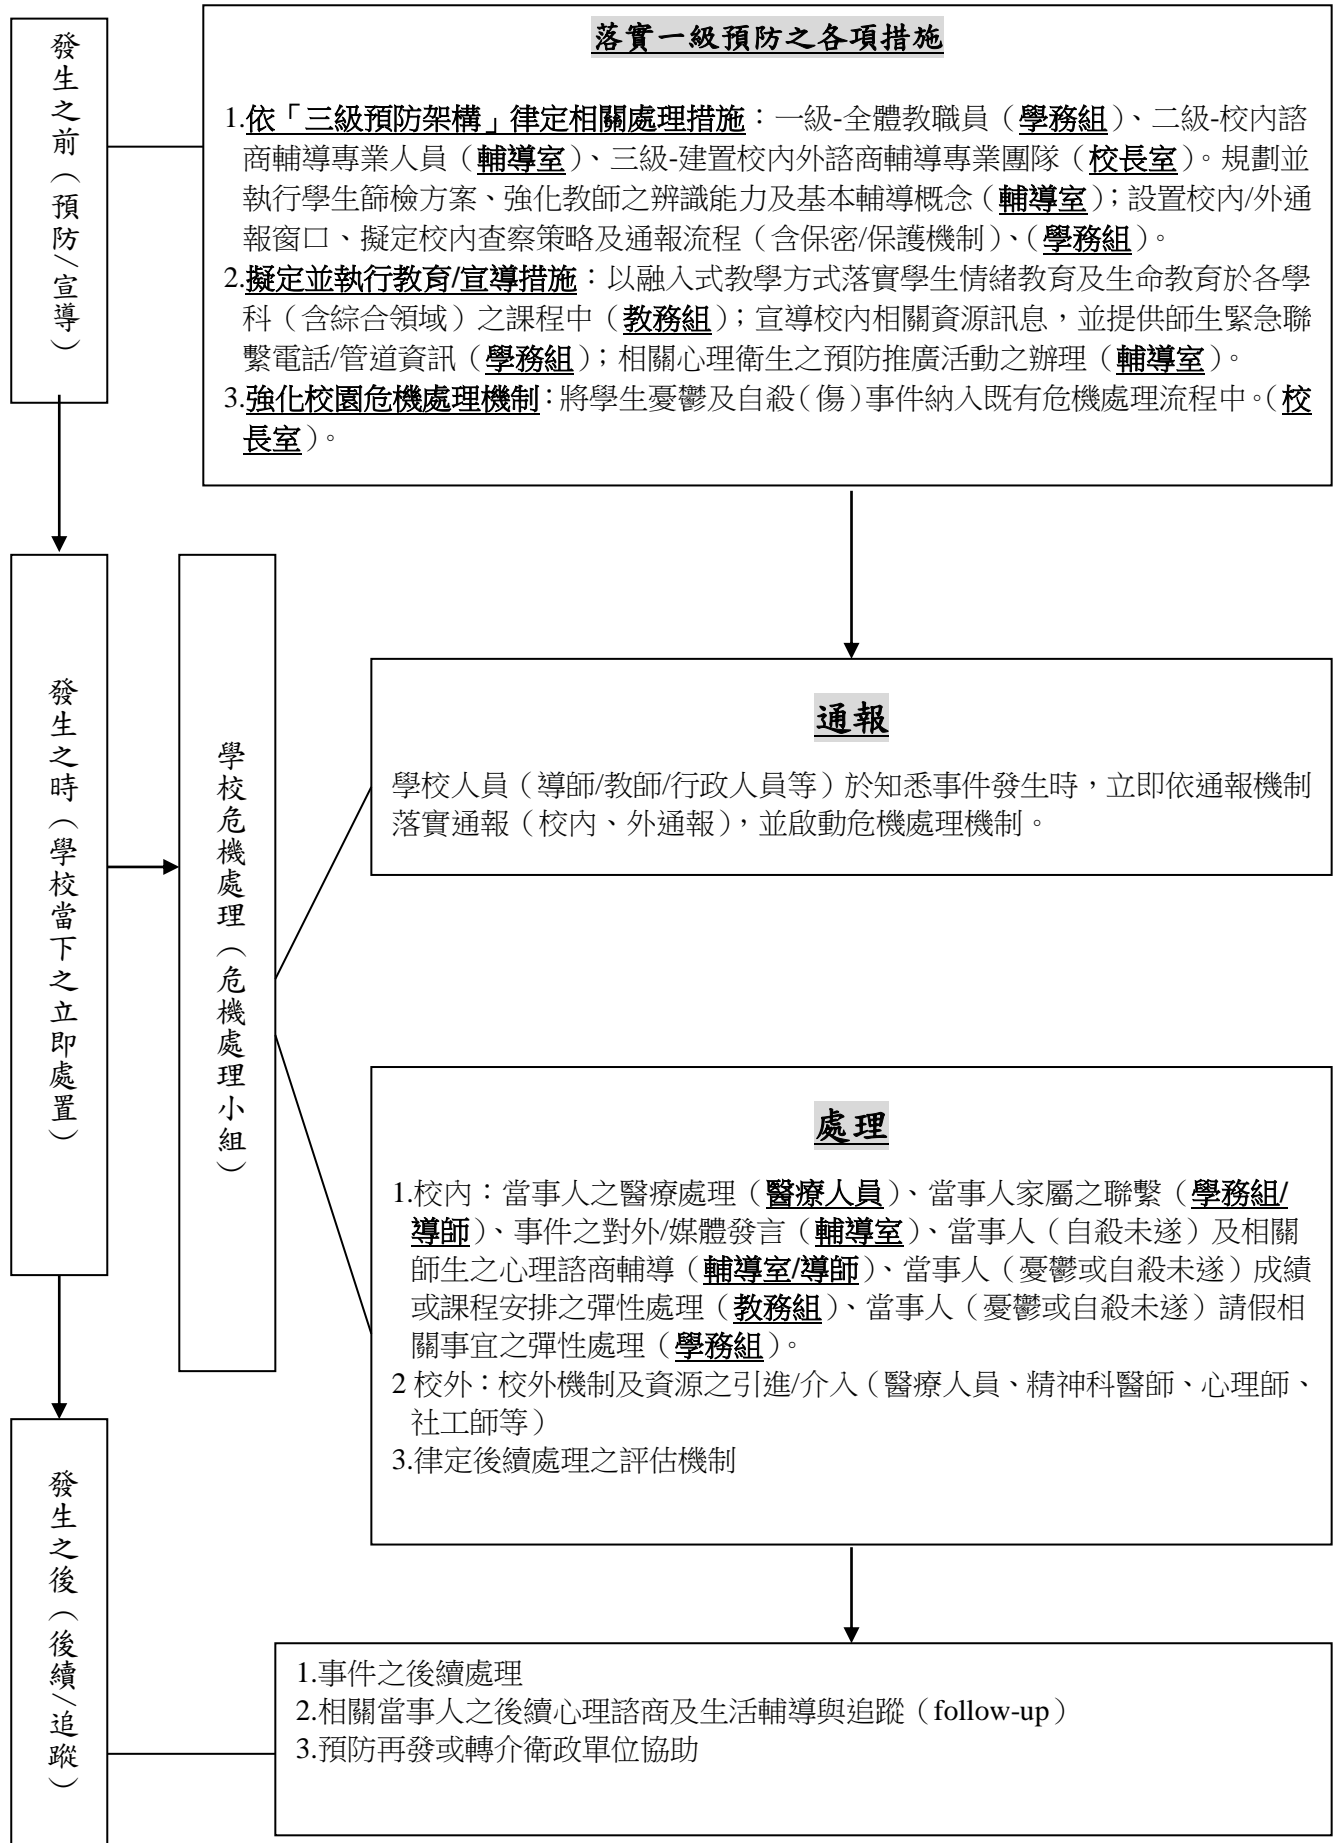 發生之前（預防/宣導）
落實一級預防之各項措施
1.依「三級預防架構」律定相關處理措施：一級-全體教職員（學務組）、二級-校內諮
商輔導專業人員（輔導室）、三級-建置校內外諮商輔導專業團隊（校長室）。規劃並
執行學生篩檢方案、強化教師之辨識能力及基本輔導概念（輔導室）；設置校內/外通
報窗口、擬定校內查察策略及通報流程（含保密/保護機制）、（學務組）。
2.擬定並執行教育/宣導措施：以融入式教學方式落實學生情緒教育及生命教育於各學
科（含綜合領域）之課程中（教務組）；宣導校內相關資源訊息，並提供師生緊急聯
繫電話/管道資訊（學務組）；相關心理衛生之預防推廣活動之辦理（輔導室）。
3.強化校園危機處理機制：將學生憂鬱及自殺（傷）事件納入既有危機處理流程中。（校
長室）。
發生之時（學校當下之立即處置）
學校危機處理（危機處理小組）
通報
學校人員（導師/教師/行政人員等）於知悉事件發生時，立即依通報機制
落實通報（校內、外通報），並啟動危機處理機制。
處理
1.校內：當事人之醫療處理（醫療人員）、當事人家屬之聯繫（學務組/
導師）、事件之對外/媒體發言（輔導室）、當事人（自殺未遂）及相關
師生之心理諮商輔導（輔導室/導師）、當事人（憂鬱或自殺未遂）成績
或課程安排之彈性處理（教務組）、當事人（憂鬱或自殺未遂）請假相
關事宜之彈性處理（學務組）。
2 校外：校外機制及資源之引進/介入（醫療人員、精神科醫師、心理師、
社工師等）
3.律定後續處理之評估機制
發生之後（後續/追蹤）
1.事件之後續處理
2.相關當事人之後續心理諮商及生活輔導與追蹤（follow-up）
3.預防再發或轉介衛政單位協助